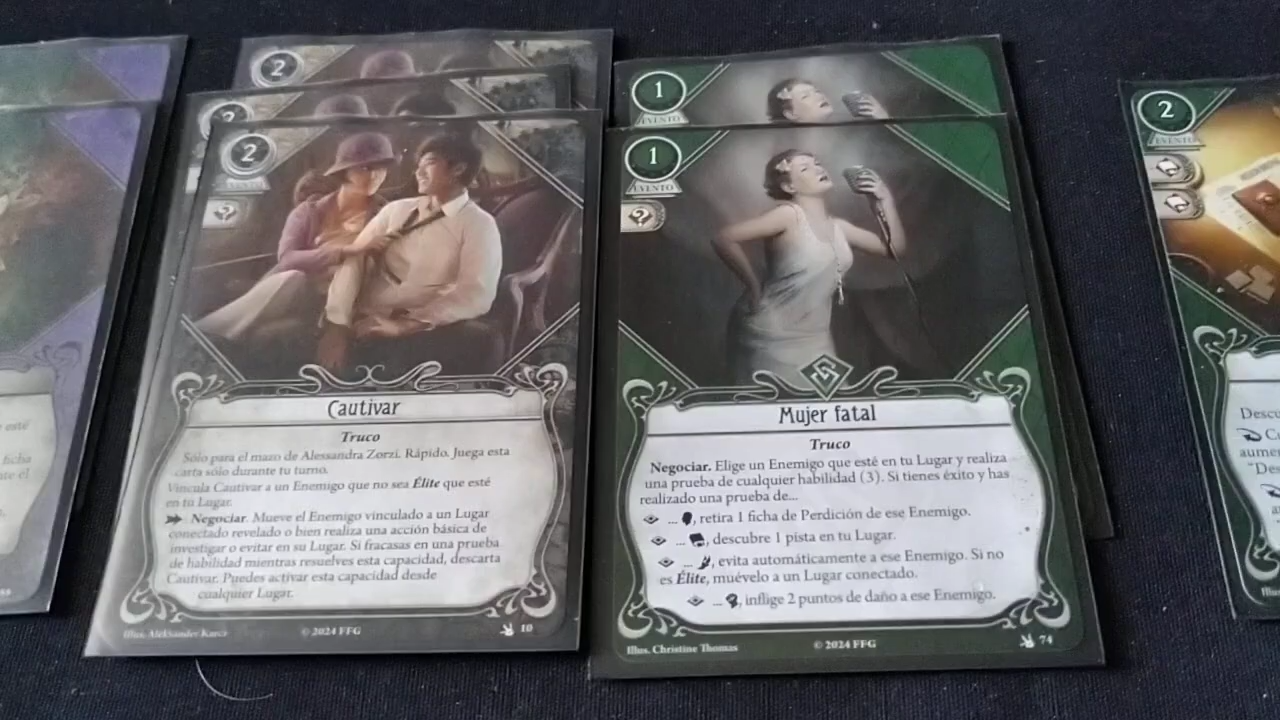 esté
ficha
nte el
2
2
2
EVENTO
Cautivar
Truco
Sólo para el mazo de Alessandra Zorzi. Rápido. Juega esta
carta sólo durante tu turno.
Vincula Cautivar a un Enemigo que no sea Élite que esté
en tu Lugar.
Negociar. Mueve el Enemigo vinculado a un Lugar
conectado revelado o bien realiza una acción básica de
investigar o evitar en su Lugar. Si fracasas en una prueba
de habilidad mientras resuelves esta capacidad, descarta
Cautivar. Puedes activar esta capacidad desde
cualquier Lugar.
Illus. Aleksander Karcz
© 2024 FFG
10
1
EVENTO
1
EVENTO
Mujer fatal
Truco
Negociar. Elige un Enemigo que esté en tu Lugar y realiza
una prueba de cualquier habilidad (3). Si tienes éxito y has
realizado una prueba de...
... , retira 1 ficha de Perdición de ese Enemigo.
... , descubre 1 pista en tu Lugar.
... , evita automáticamente a ese Enemigo. Si no
es Élite, muévelo a un Lugar conectado.
... , inflige 2 puntos de daño a ese Enemigo.
Illus. Christine Thomas
© 2024 FFG
74
2
EVENTO
Descu
Ca
aumen
"Des